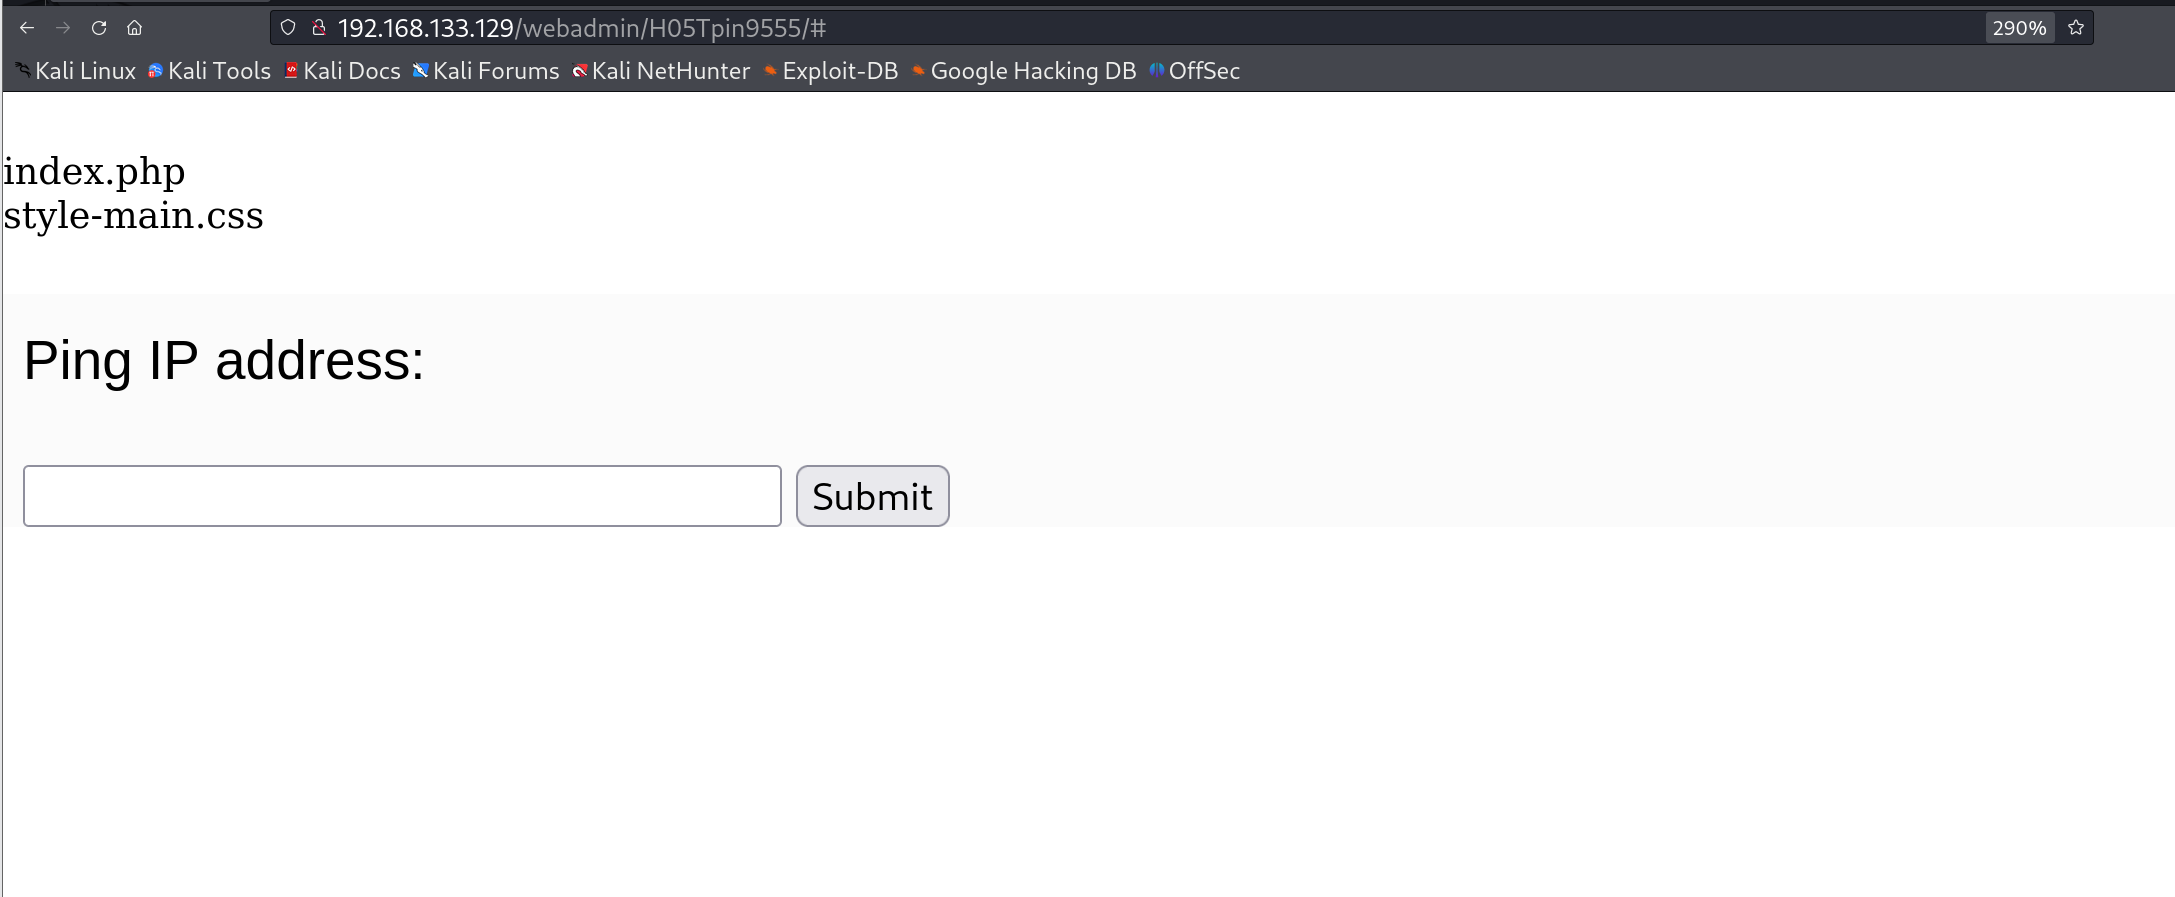 192.168.133.129/webadmin/H05Tpin9555/#
290%
Kali Linux Kali Tools Kali Docs Kali Forums Kali NetHunter Exploit-DB Google Hacking DB OffSec
index.php
style-main.css
Ping IP address:
Submit